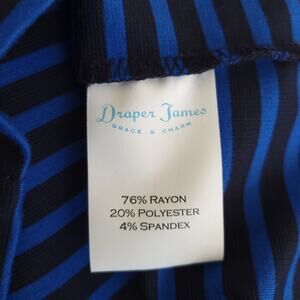 Draper James
GRACE & CHARM
76% RAYON
20% POLYESTER
4% SPANDEX